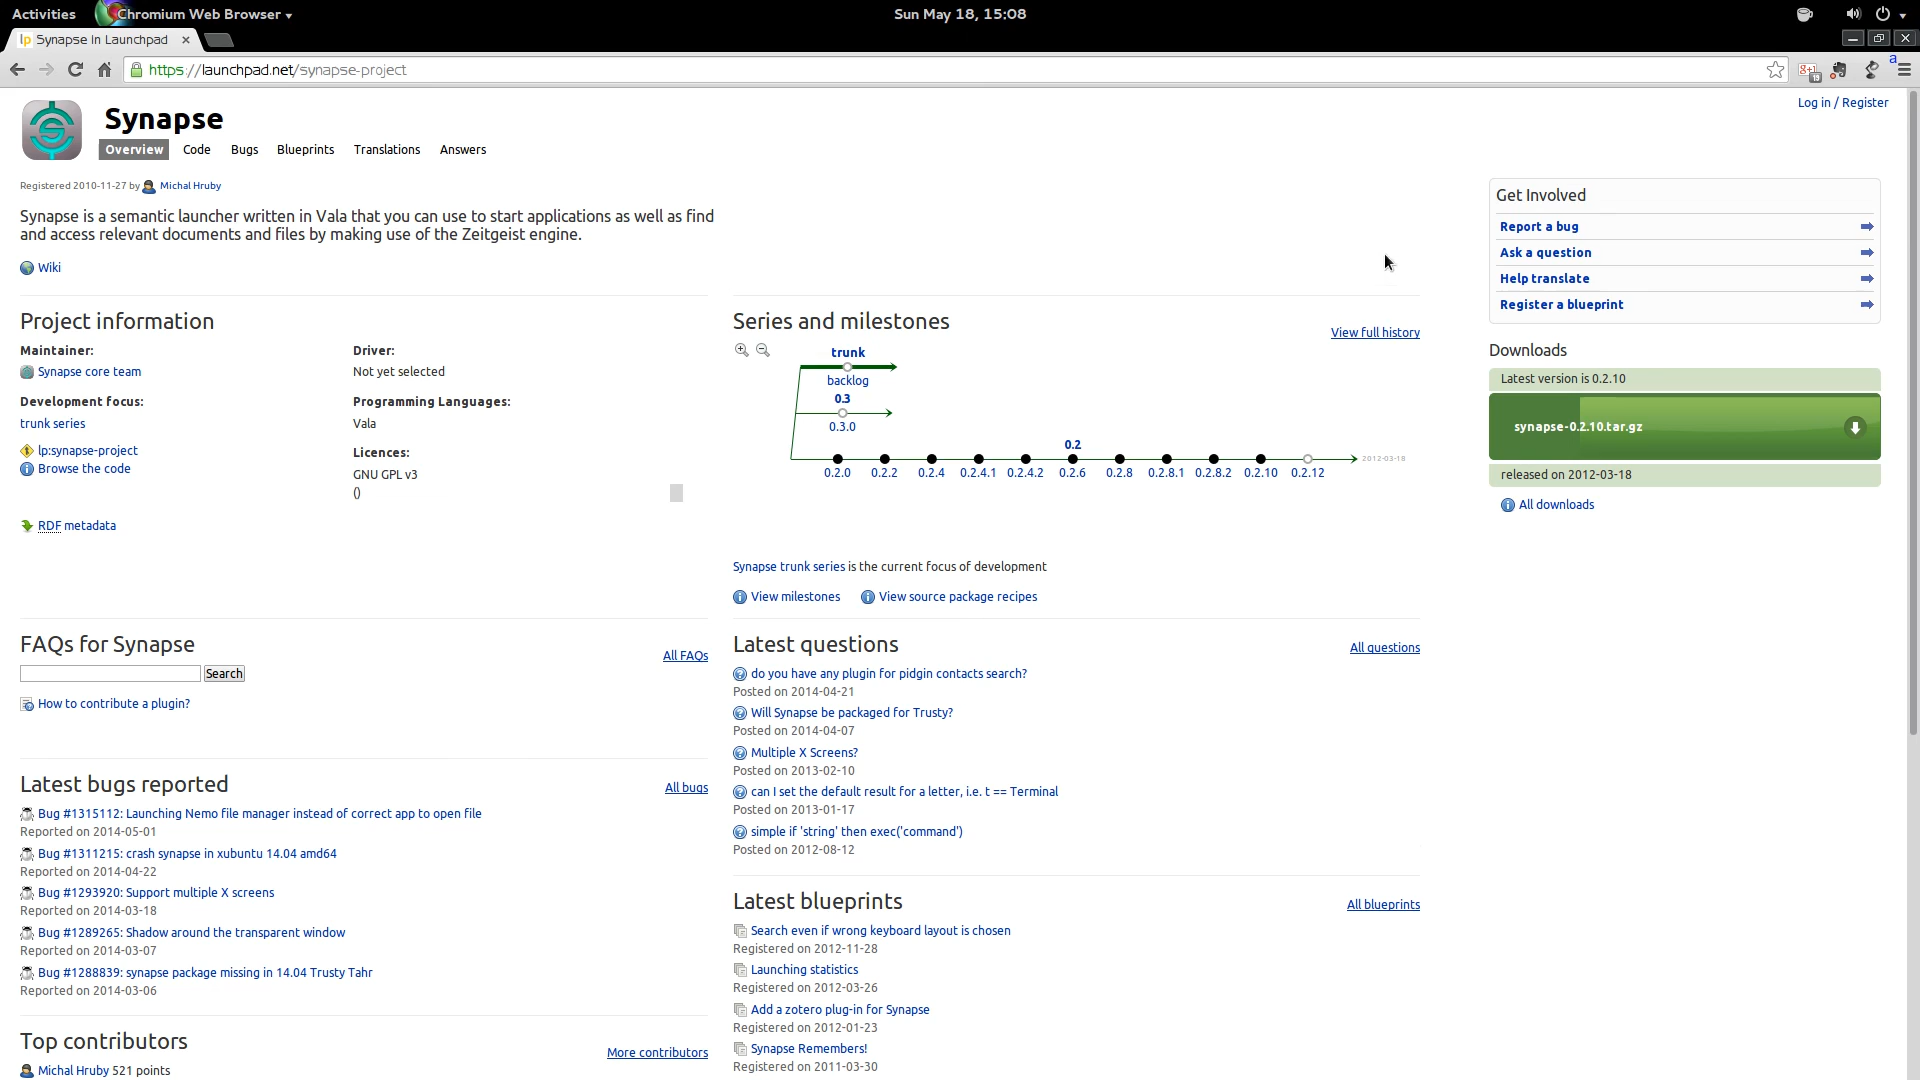 Activities
Chromium Web Browser
Sun May 18, 15:08
lp Synapse in Launchpad
https://launchpad.net/synapse-project
Log in / Register
Synapse
Overview Code Bugs Blueprints Translations Answers
Registered 2010-11-27 by Michal Hruby
Synapse is a semantic launcher written in Vala that you can use to start applications as well as find
and access relevant documents and files by making use of the Zeitgeist engine.
Wiki
Project information
Maintainer:
Synapse core team
Driver:
Not yet selected
Development focus:
trunk series
Programming Languages:
Vala
lp:synapse-project
Browse the code
Licences:
GNU GPL v3
()
RDF metadata
Series and milestones
View full history
trunk
backlog
0.3
0.3.0
0.2
2012-03-18
0.2.0 0.2.2 0.2.4 0.2.4.1 0.2.4.2 0.2.6 0.2.8 0.2.8.1 0.2.8.2 0.2.10 0.2.12
Synapse trunk series is the current focus of development
View milestones View source package recipes
Get Involved
Report a bug
Ask a question
Help translate
Register a blueprint
Downloads
Latest version is 0.2.10
synapse-0.2.10.tar.gz
released on 2012-03-18
All downloads
FAQs for Synapse
All FAQs
Search
How to contribute a plugin?
Latest questions
All questions
do you have any plugin for pidgin contacts search?
Posted on 2014-04-21
Will Synapse be packaged for Trusty?
Posted on 2014-04-07
Multiple X Screens?
Posted on 2013-02-10
can I set the default result for a letter, i.e. t == Terminal
Posted on 2013-01-17
simple if 'string' then exec('command')
Posted on 2012-08-12
Latest bugs reported
All bugs
Bug #1315112: Launching Nemo file manager instead of correct app to open file
Reported on 2014-05-01
Bug #1311215: crash synapse in xubuntu 14.04 amd64
Reported on 2014-04-22
Bug #1293920: Support multiple X screens
Reported on 2014-03-18
Bug #1289265: Shadow around the transparent window
Reported on 2014-03-07
Bug #1288839: synapse package missing in 14.04 Trusty Tahr
Reported on 2014-03-06
Latest blueprints
All blueprints
Search even if wrong keyboard layout is chosen
Registered on 2012-11-28
Launching statistics
Registered on 2012-03-26
Add a zotero plug-in for Synapse
Registered on 2012-01-23
Synapse Remembers!
Registered on 2011-03-30
Top contributors
More contributors
Michal Hruby 521 points